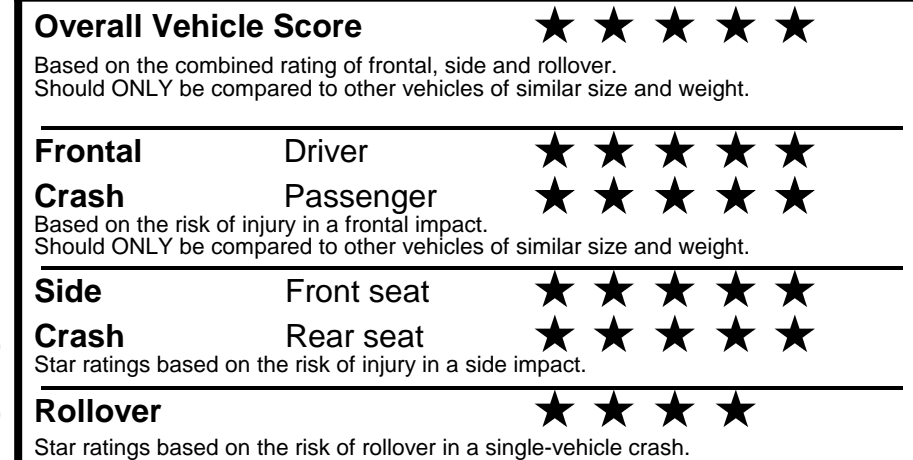 Overall Vehicle Score ★ ★ ★ ★ ★
Based on the combined rating of frontal, side and rollover.
Should ONLY be compared to other vehicles of similar size and weight.
Frontal Driver ★ ★ ★ ★ ★
Crash Passenger ★ ★ ★ ★ ★
Based on the risk of injury in a frontal impact.
Should ONLY be compared to other vehicles of similar size and weight.
Side Front seat ★ ★ ★ ★ ★
Crash Rear seat ★ ★ ★ ★ ★
Star ratings based on the risk of injury in a side impact.
Rollover ★ ★ ★ ★
Star ratings based on the risk of rollover in a single-vehicle crash.